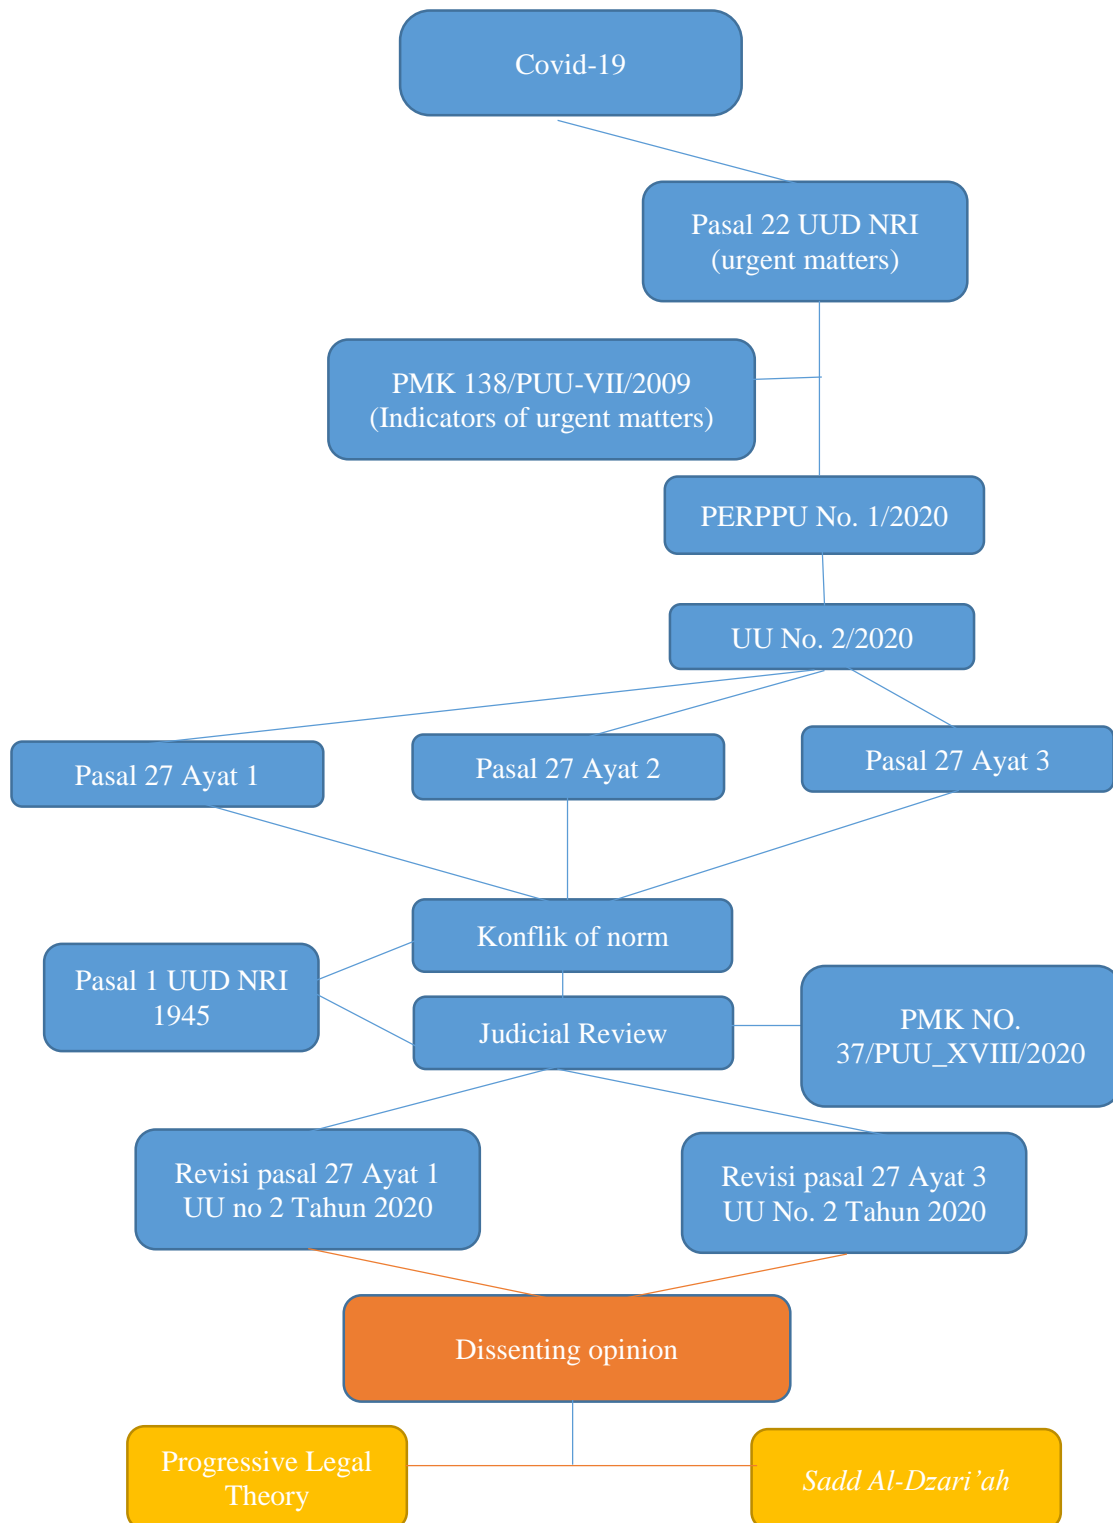 Covid-19
Pasal 22 UUD NRI
(urgent matters)
PMK 138/PUU-VII/2009
(Indicators of urgent matters)
PERPPU No. 1/2020
UU No. 2/2020
Pasal 27 Ayat 1
Pasal 27 Ayat 2
Pasal 27 Ayat 3
Konflik of norm
Pasal 1 UUD NRI
1945
Judicial Review
PMK NO.
37/PUU_XVIII/2020
Revisi pasal 27 Ayat 1
UU no 2 Tahun 2020
Revisi pasal 27 Ayat 3
UU No. 2 Tahun 2020
Dissenting opinion
Progressive Legal
Theory
Sadd Al-Dzari’ah